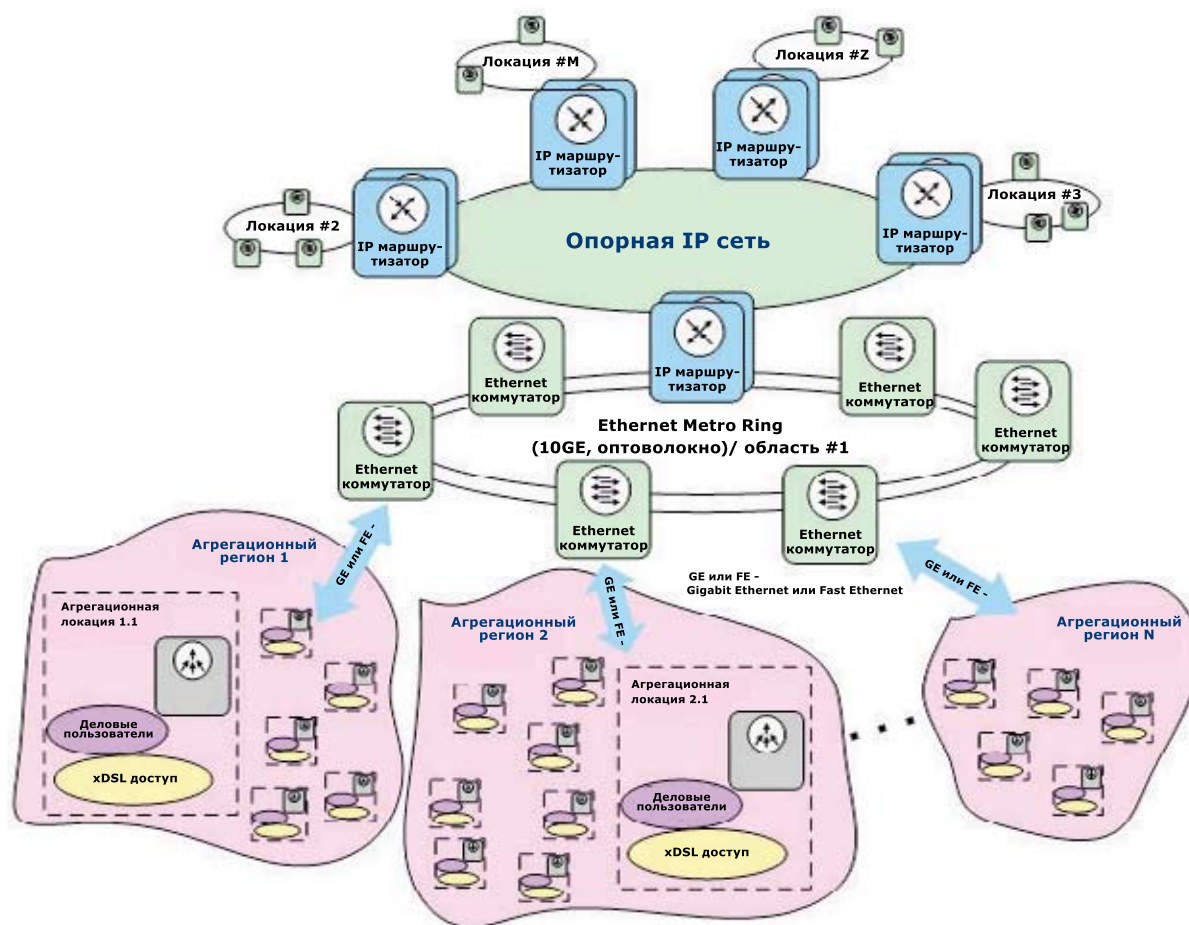 Локация #M
Локация #Z
IP маршру-
тизатор
IP маршру-
тизатор
Локация #2
IP маршру-
тизатор
Опорная IP сеть
IP маршру-
тизатор
Локация #3
Ethernet
коммутатор
IP маршру-
тизатор
Ethernet
коммутатор
Ethernet
коммутатор
Ethernet
коммутатор
Ethernet Metro Ring
(10GE, оптоволокно)/ область #1
Ethernet
коммутатор
Ethernet
коммутатор
GE или FE -
GE или FE -
GE или FE -
GE или FE –
Gigabit Ethernet или Fast Ethernet
Агрегационный
регион 1
Агрегационная
локация 1.1
Деловые
пользователи
xDSL доступ
Агрегационный
регион 2
Агрегационная
локация 2.1
Деловые
пользователи
xDSL доступ
Агрегационный
регион N